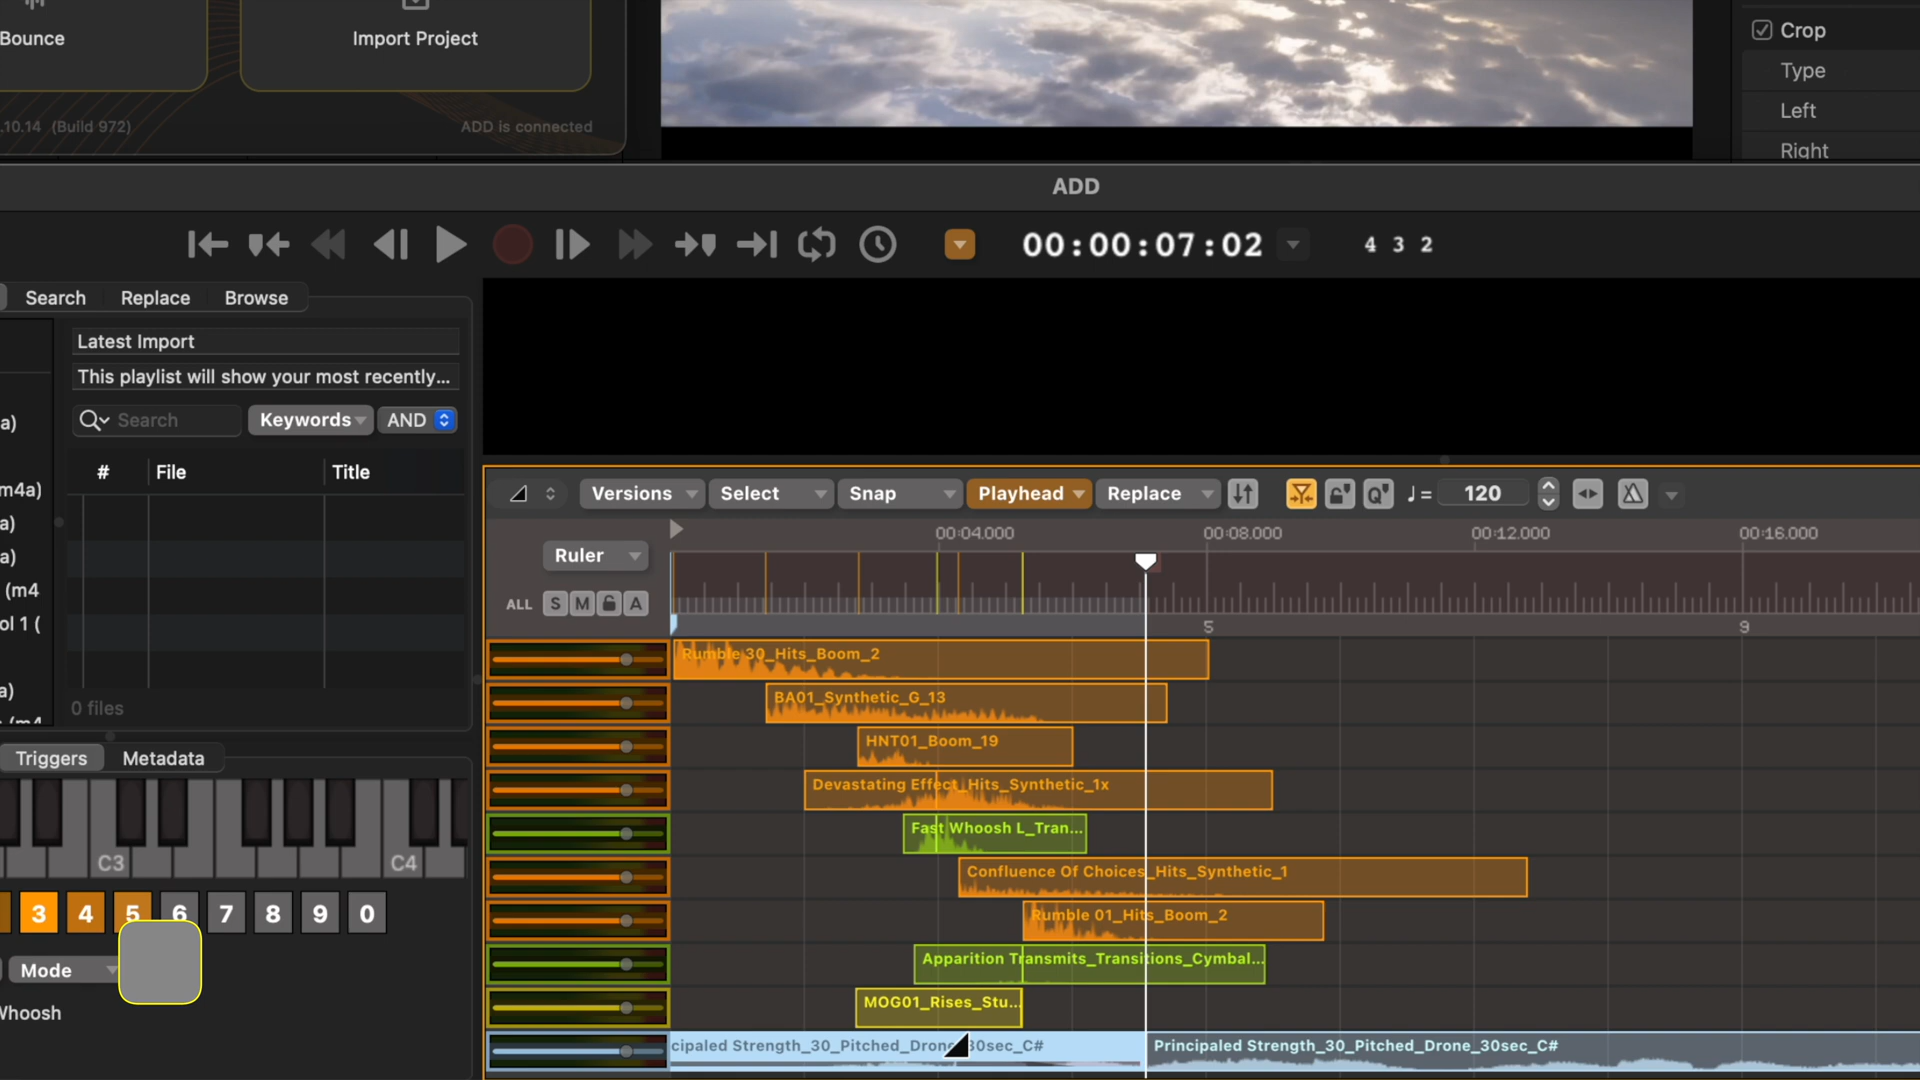 Bounce
Import Project
.10.14 (Build 972)
ADD is connected
Crop
Type
Left
Right
ADD
00:00:07:02
4 3 2
Search
Replace
Browse
Latest Import
This playlist will show your most recently...
Search
Keywords
AND
# File Title
a)
m4a)
a)
a)
(m4
ol 1 (
a)
0 files
Versions
Select
Snap
Playhead
Replace
Q
= 120
Ruler
00:04.000
00:08.000
00:12.000
00:16.000
ALL S M A
5
9
Rumble 30_Hits_Boom_2
BA01_Synthetic_G_13
HNT01_Boom_19
Devastating Effect_Hits_Synthetic_1x
Fast Whoosh L_Tran...
Confluence Of Choices_Hits_Synthetic_1
Rumble 01_Hits_Boom_2
Apparition Transmits_Transitions_Cymbal...
MOG01_Rises_Stu...
cipaled Strength_30_Pitched_Drone_30sec_C#
Principaled Strength_30_Pitched_Drone_30sec_C#
Triggers
Metadata
C3
C4
3 4 5 6 7 8 9 0
Mode
Whoosh